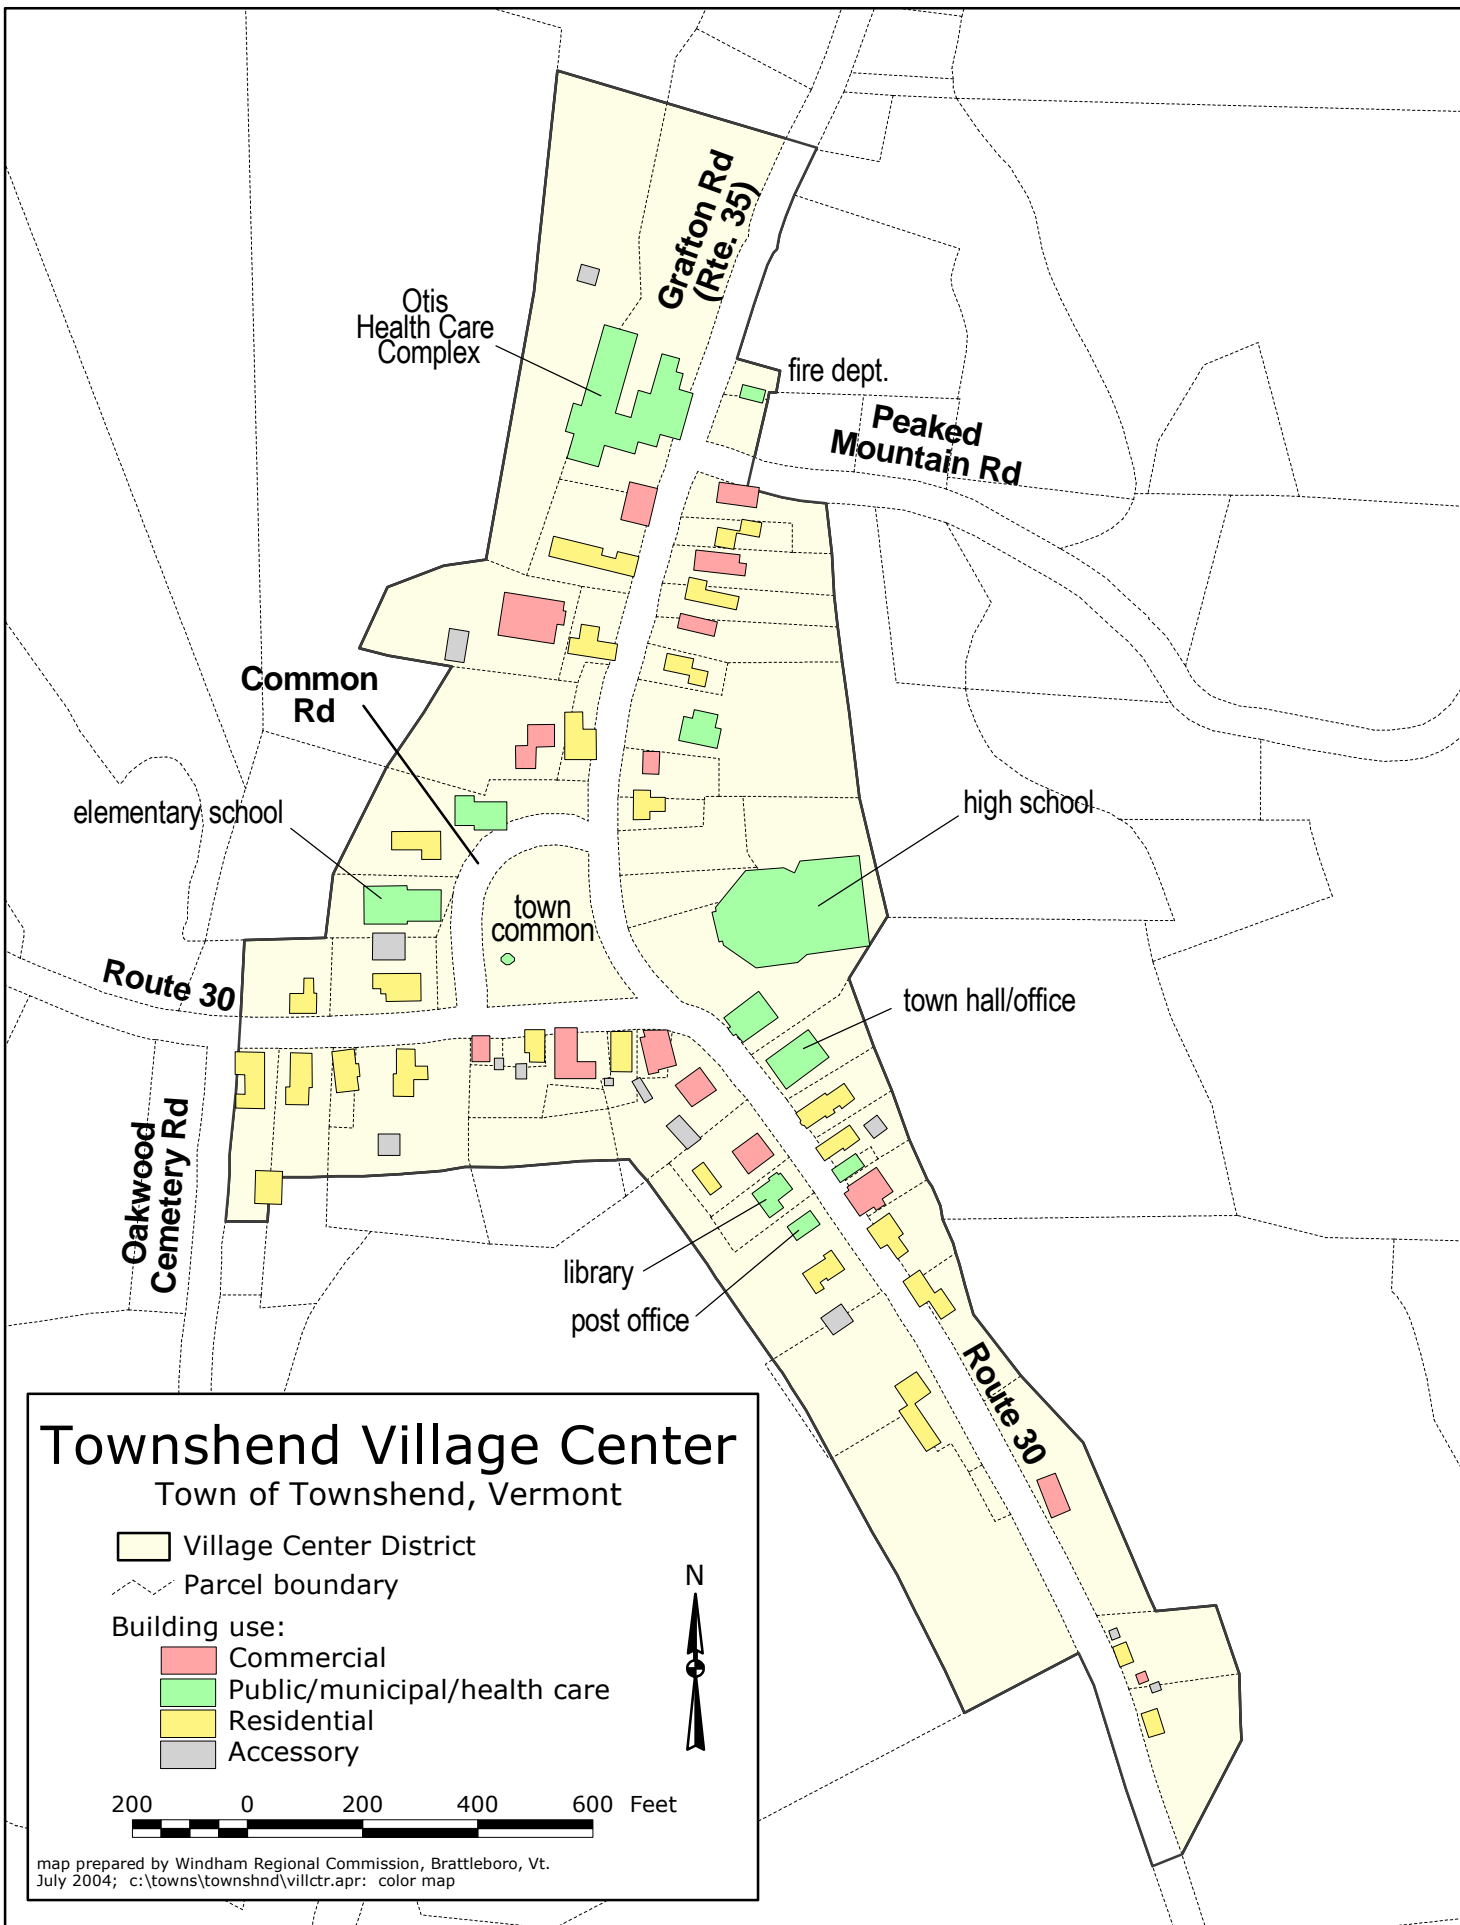 Grafton Rd
(Rte. 35)
Otis
Health Care
Complex
fire dept.
Peaked
Mountain Rd
Common
Rd
elementary school
high school
town
common
Route 30
town hall/office
Oakwood
Cemetery Rd
library
post office
Route 30
Townshend Village Center
Town of Townshend, Vermont
Village Center District
Parcel boundary
Building use:
Commercial
Public/municipal/health care
Residential
Accessory
N
200 0 200 400 600 Feet
map prepared by Windham Regional Commission, Brattleboro, Vt.
July 2004; c:\towns\townshnd\villctr.apr: color map